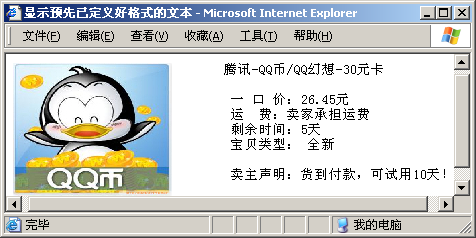 显示预先已定义好格式的文本 - Microsoft Internet Explorer
文件(F) 编辑(E) 查看(V) 收藏(A) 工具(T) 帮助(H)
腾讯-QQ币/QQ幻想-30元卡
一 口 价：26.45元
运 费：卖家承担运费
剩余时间：5天
宝贝类型： 全新
QQ币
卖主声明：货到付款，可试用10天！
完毕 我的电脑